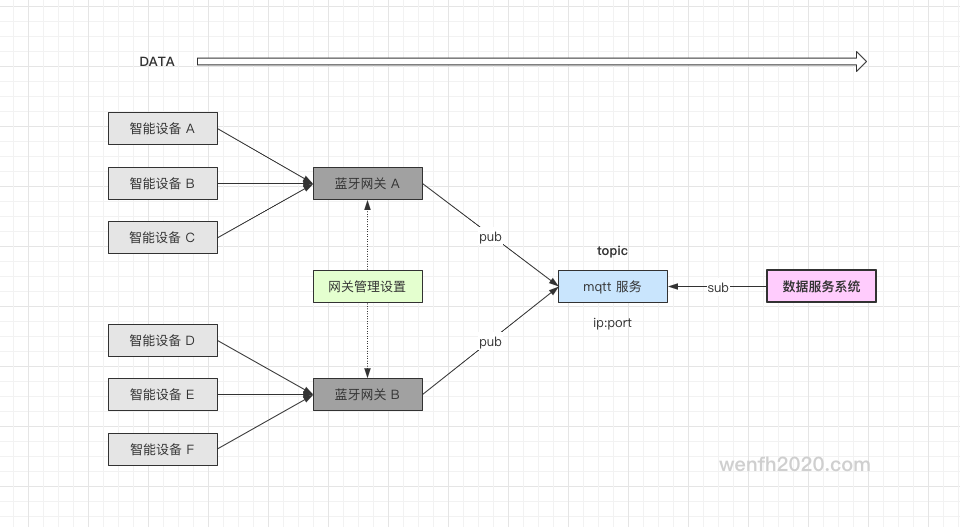 DATA
智能设备 A
智能设备 B
智能设备 C
蓝牙网关 A
pub
topic
网关管理设置
mqtt 服务
sub
数据服务系统
ip:port
智能设备 D
智能设备 E
智能设备 F
蓝牙网关 B
pub
wenfh2020.com